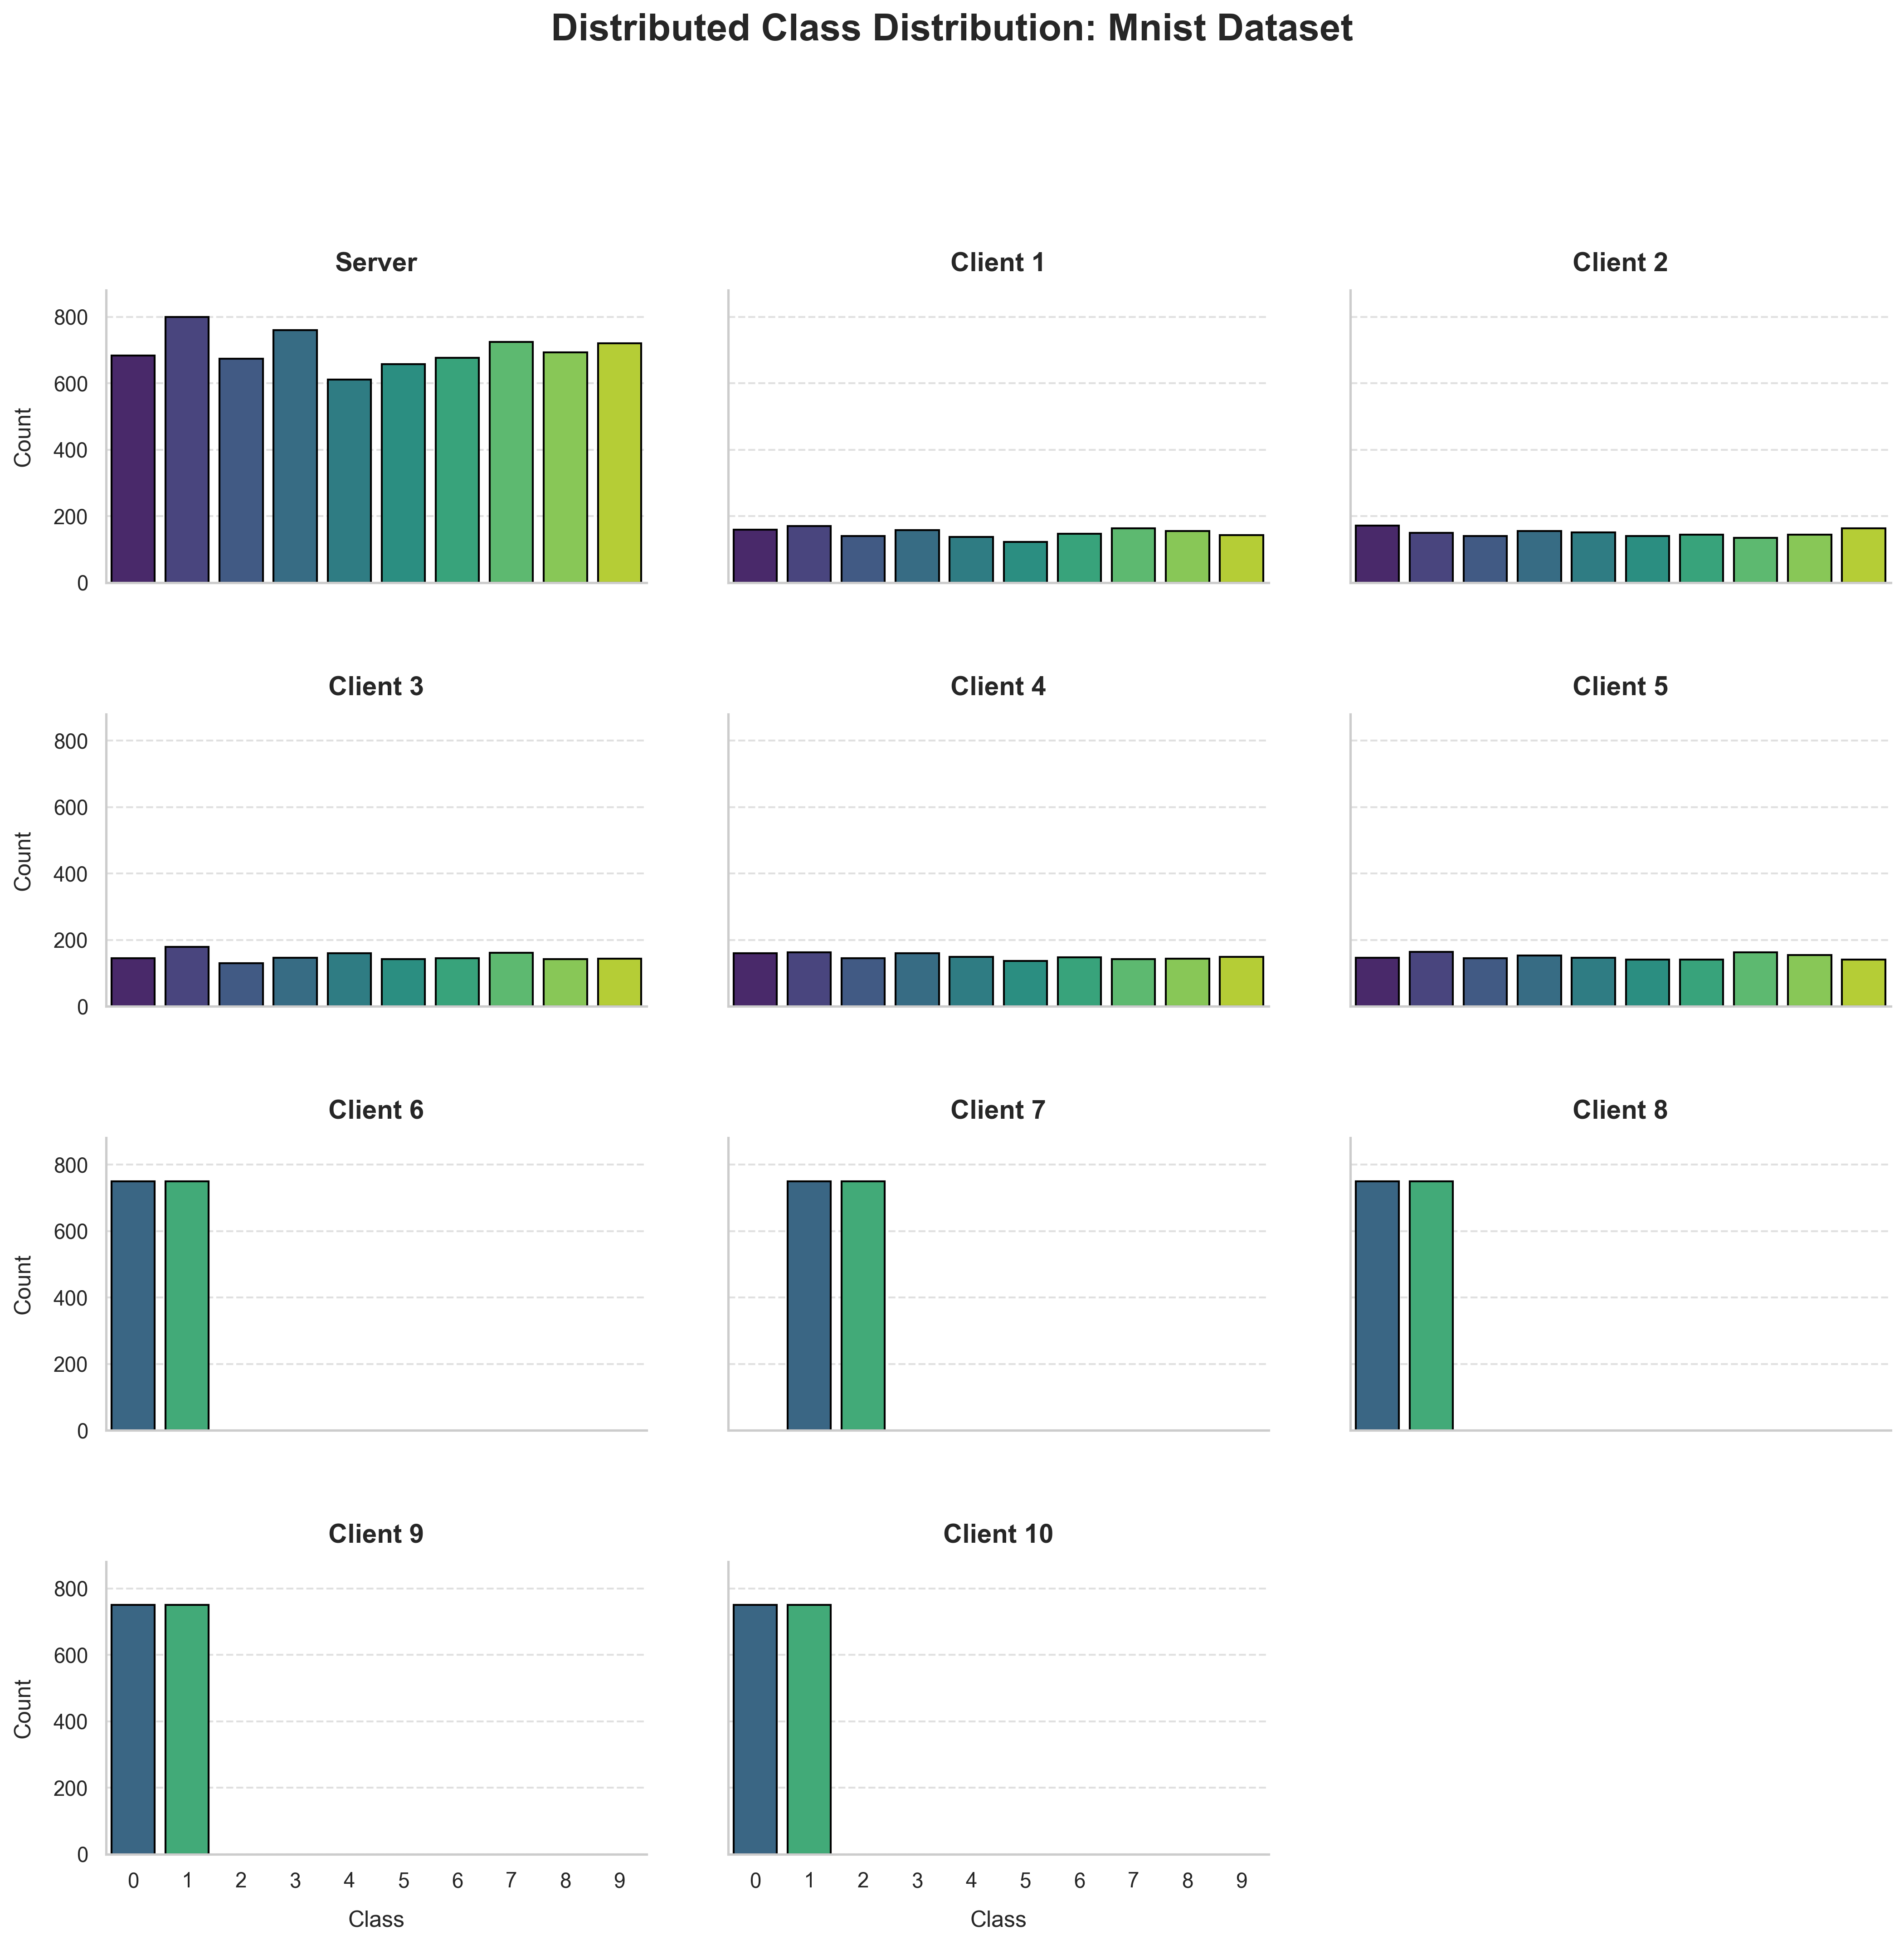 Distributed Class Distribution: Mnist Dataset
Server
Client 1
Client 2
800
600
400
200
0
Count
Client 3
Client 4
Client 5
800
600
400
200
0
Count
Client 6
Client 7
Client 8
800
600
400
200
0
Count
Client 9
Client 10
800
600
400
200
0
Count
0 1 2 3 4 5 6 7 8 9
0 1 2 3 4 5 6 7 8 9
Class
Class